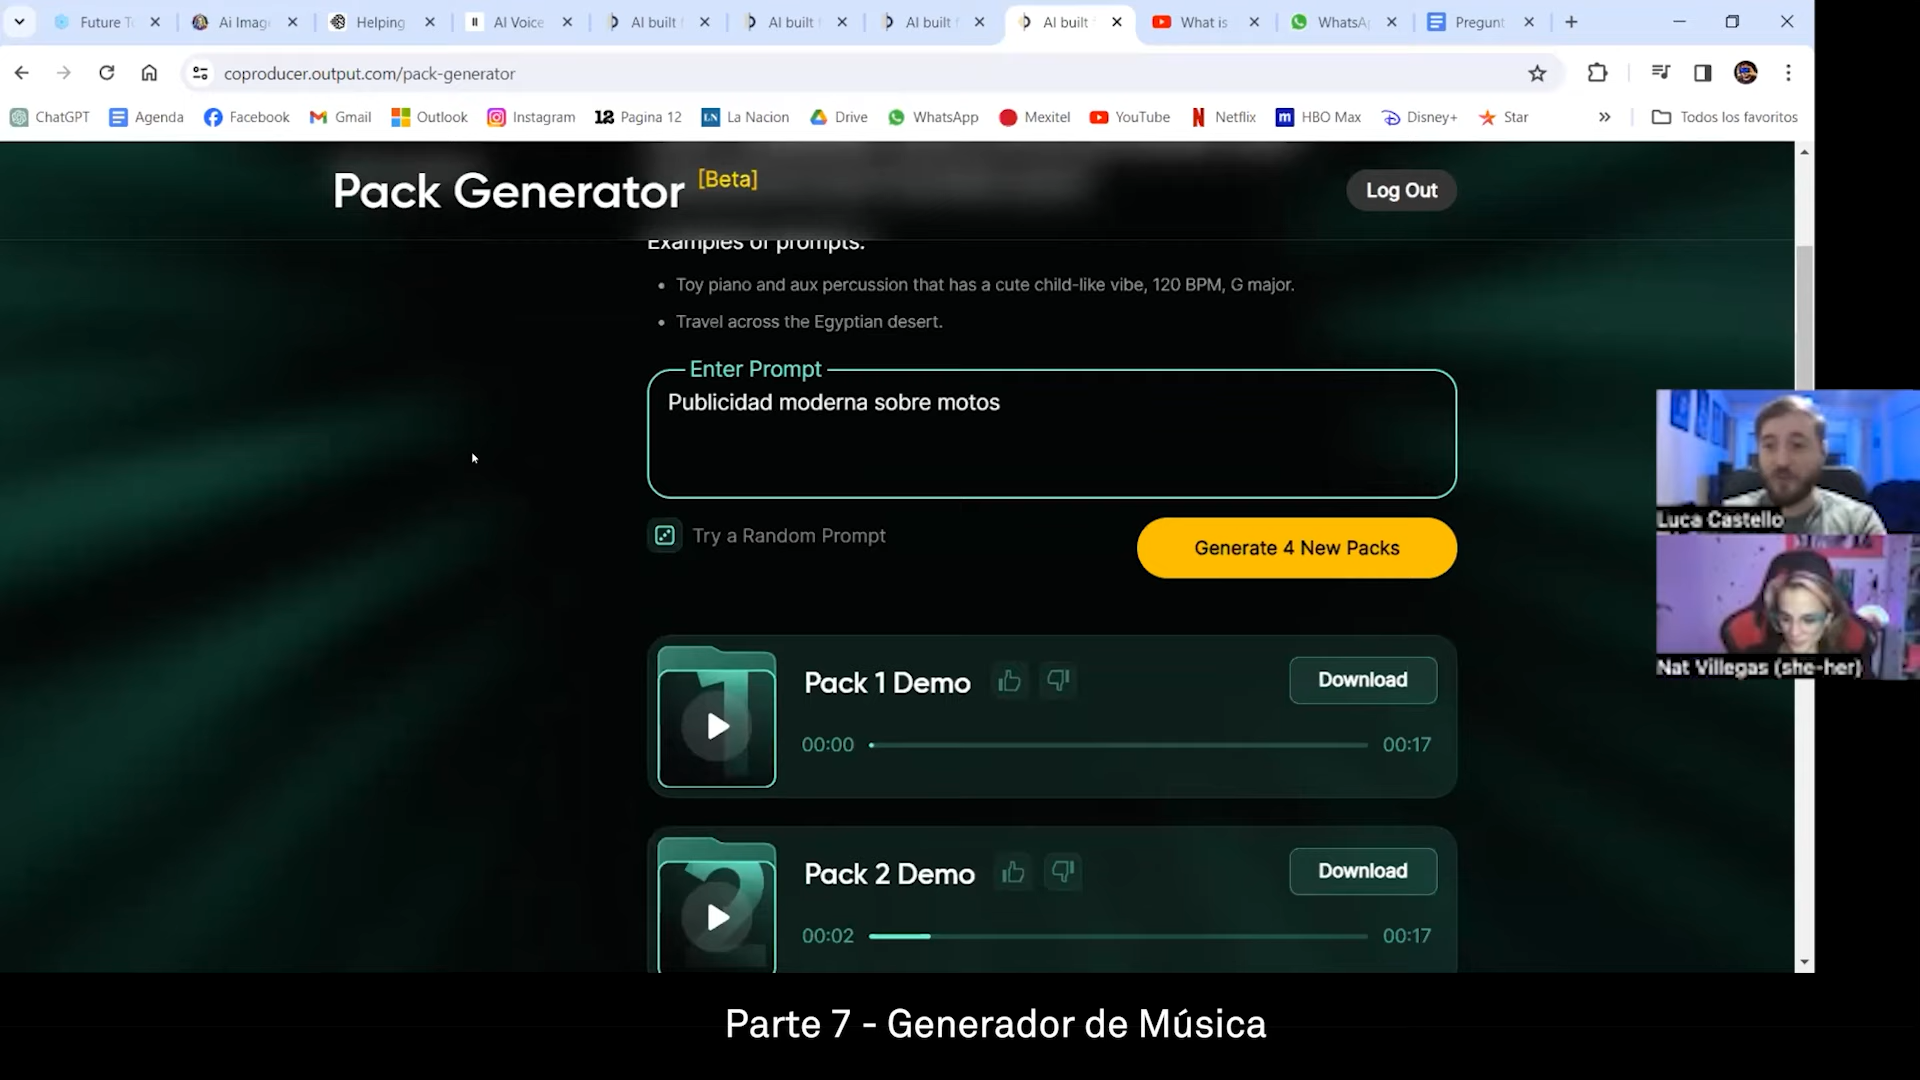 Future To
Ai Imag
Helping
AI Voice
AI built f
AI built f
AI built f
AI built f
What is
WhatsA
Pregunt
coproducer.output.com/pack-generator
ChatGPT
Agenda
Facebook
Gmail
Outlook
Instagram
12 Pagina 12
LN La Nacion
Drive
WhatsApp
Mexitel
YouTube
Netflix
m HBO Max
Disney+
Star
Todos los favoritos
Pack Generator [Beta]
Log Out
Examples of prompts:
• Toy piano and aux percussion that has a cute child-like vibe, 120 BPM, G major.
• Travel across the Egyptian desert.
Enter Prompt
Publicidad moderna sobre motos
Try a Random Prompt
Generate 4 New Packs
1
Pack 1 Demo
Download
00:00
00:17
2
Pack 2 Demo
Download
00:02
00:17
Luca Castello
Nat Villegas (she-her)
Parte 7 - Generador de Música